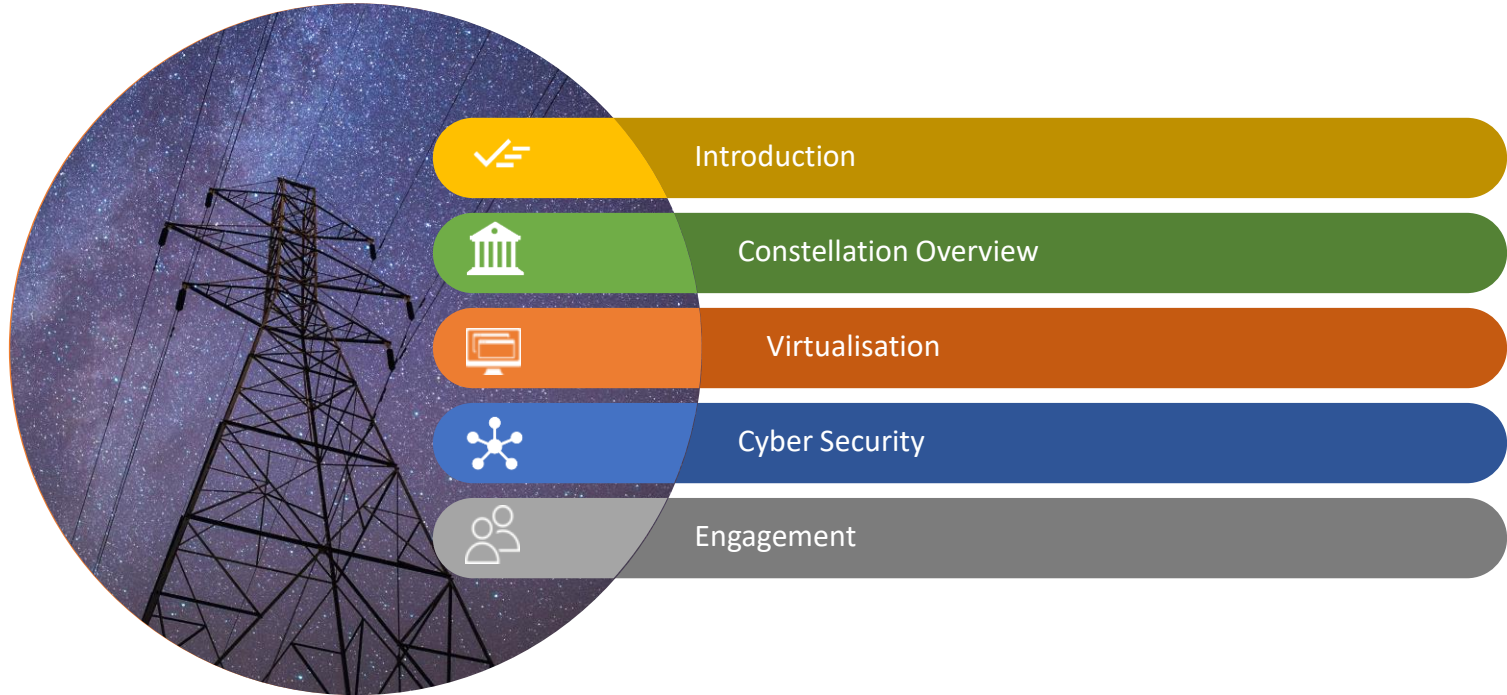 Introduction
Constellation Overview
Virtualisation
Cyber Security
Engagement